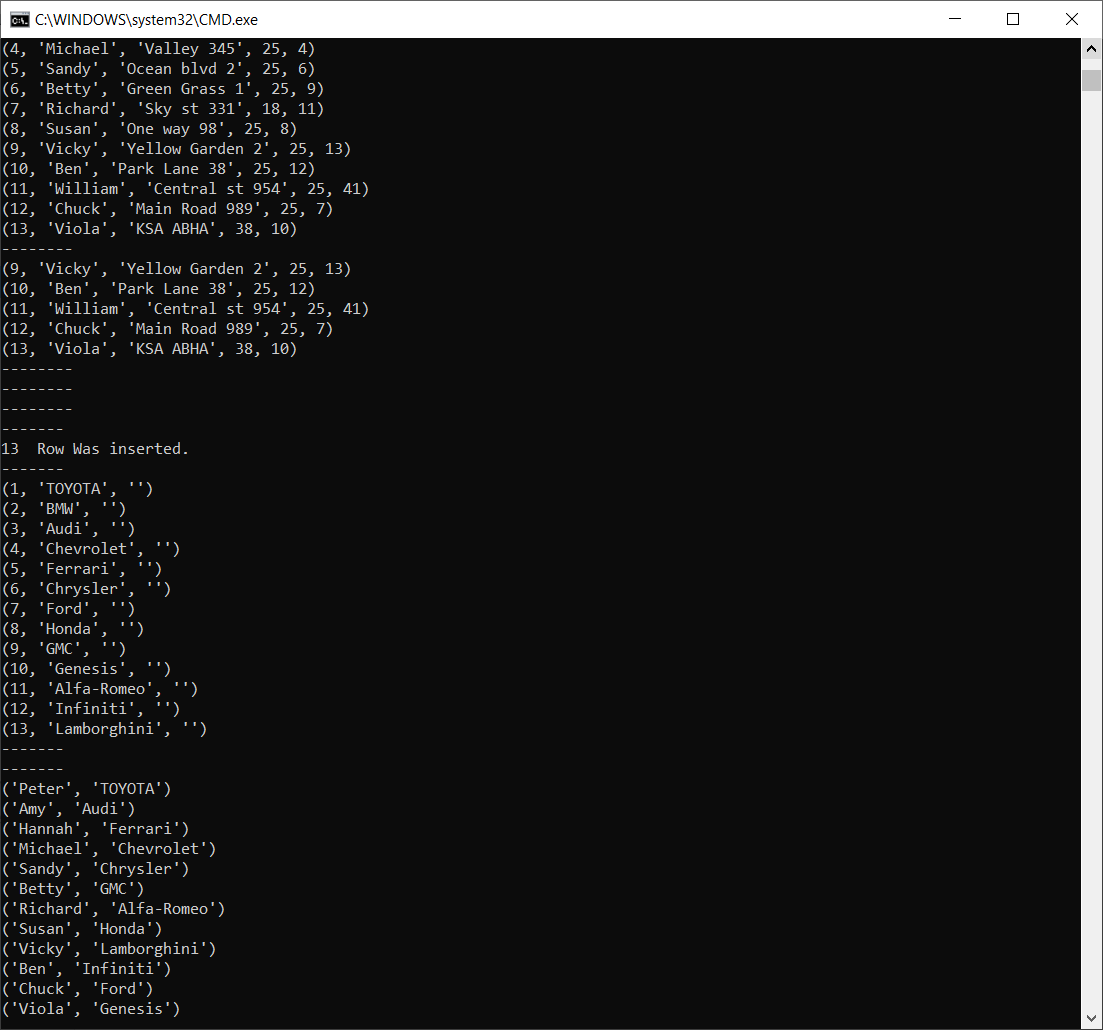 C:\WINDOWS\system32\CMD.exe
(4, 'Michael', 'Valley 345', 25, 4)
(5, 'Sandy', 'Ocean blvd 2', 25, 6)
(6, 'Betty', 'Green Grass 1', 25, 9)
(7, 'Richard', 'Sky st 331', 18, 11)
(8, 'Susan', 'One way 98', 25, 8)
(9, 'Vicky', 'Yellow Garden 2', 25, 13)
(10, 'Ben', 'Park Lane 38', 25, 12)
(11, 'William', 'Central st 954', 25, 41)
(12, 'Chuck', 'Main Road 989', 25, 7)
(13, 'Viola', 'KSA ABHA', 38, 10)
--------
(9, 'Vicky', 'Yellow Garden 2', 25, 13)
(10, 'Ben', 'Park Lane 38', 25, 12)
(11, 'William', 'Central st 954', 25, 41)
(12, 'Chuck', 'Main Road 989', 25, 7)
(13, 'Viola', 'KSA ABHA', 38, 10)
--------
--------
--------
-------
13  Row Was inserted.
-------
(1, 'TOYOTA', '')
(2, 'BMW', '')
(3, 'Audi', '')
(4, 'Chevrolet', '')
(5, 'Ferrari', '')
(6, 'Chrysler', '')
(7, 'Ford', '')
(8, 'Honda', '')
(9, 'GMC', '')
(10, 'Genesis', '')
(11, 'Alfa-Romeo', '')
(12, 'Infiniti', '')
(13, 'Lamborghini', '')
-------
-------
('Peter', 'TOYOTA')
('Amy', 'Audi')
('Hannah', 'Ferrari')
('Michael', 'Chevrolet')
('Sandy', 'Chrysler')
('Betty', 'GMC')
('Richard', 'Alfa-Romeo')
('Susan', 'Honda')
('Vicky', 'Lamborghini')
('Ben', 'Infiniti')
('Chuck', 'Ford')
('Viola', 'Genesis')